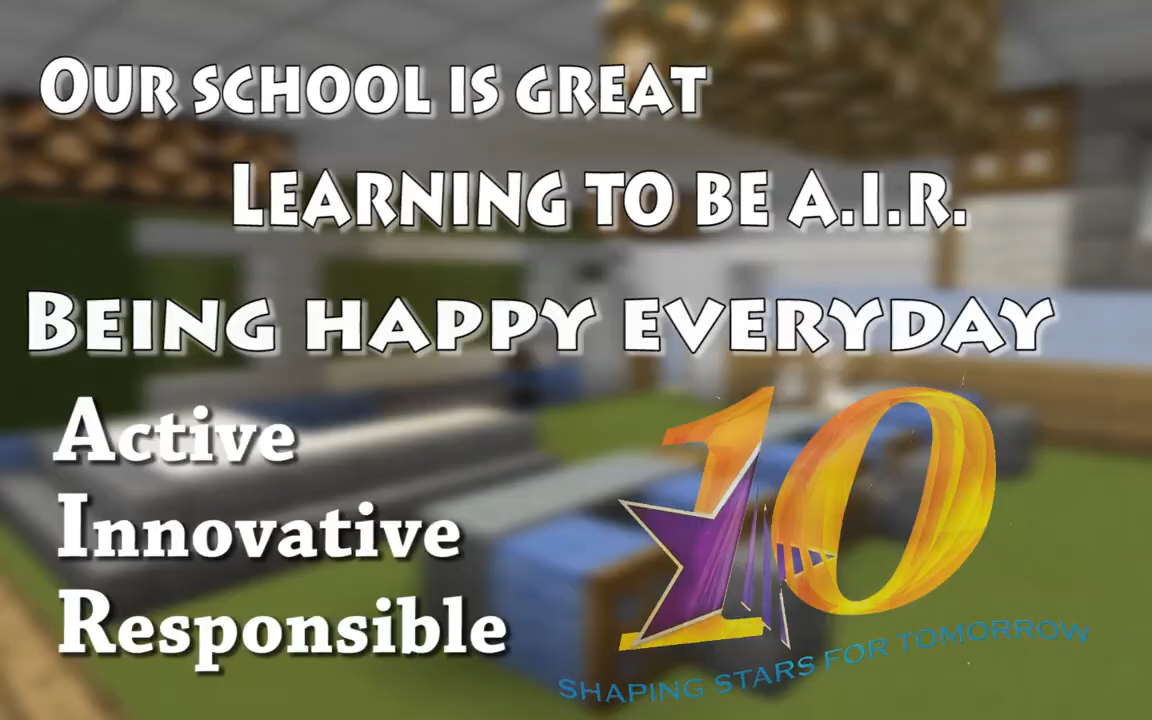 Our school is great
Learning to be A.I.R.
Being happy everyday
Active
Innovative
Responsible
10
SHAPING STARS FOR TOMORROW